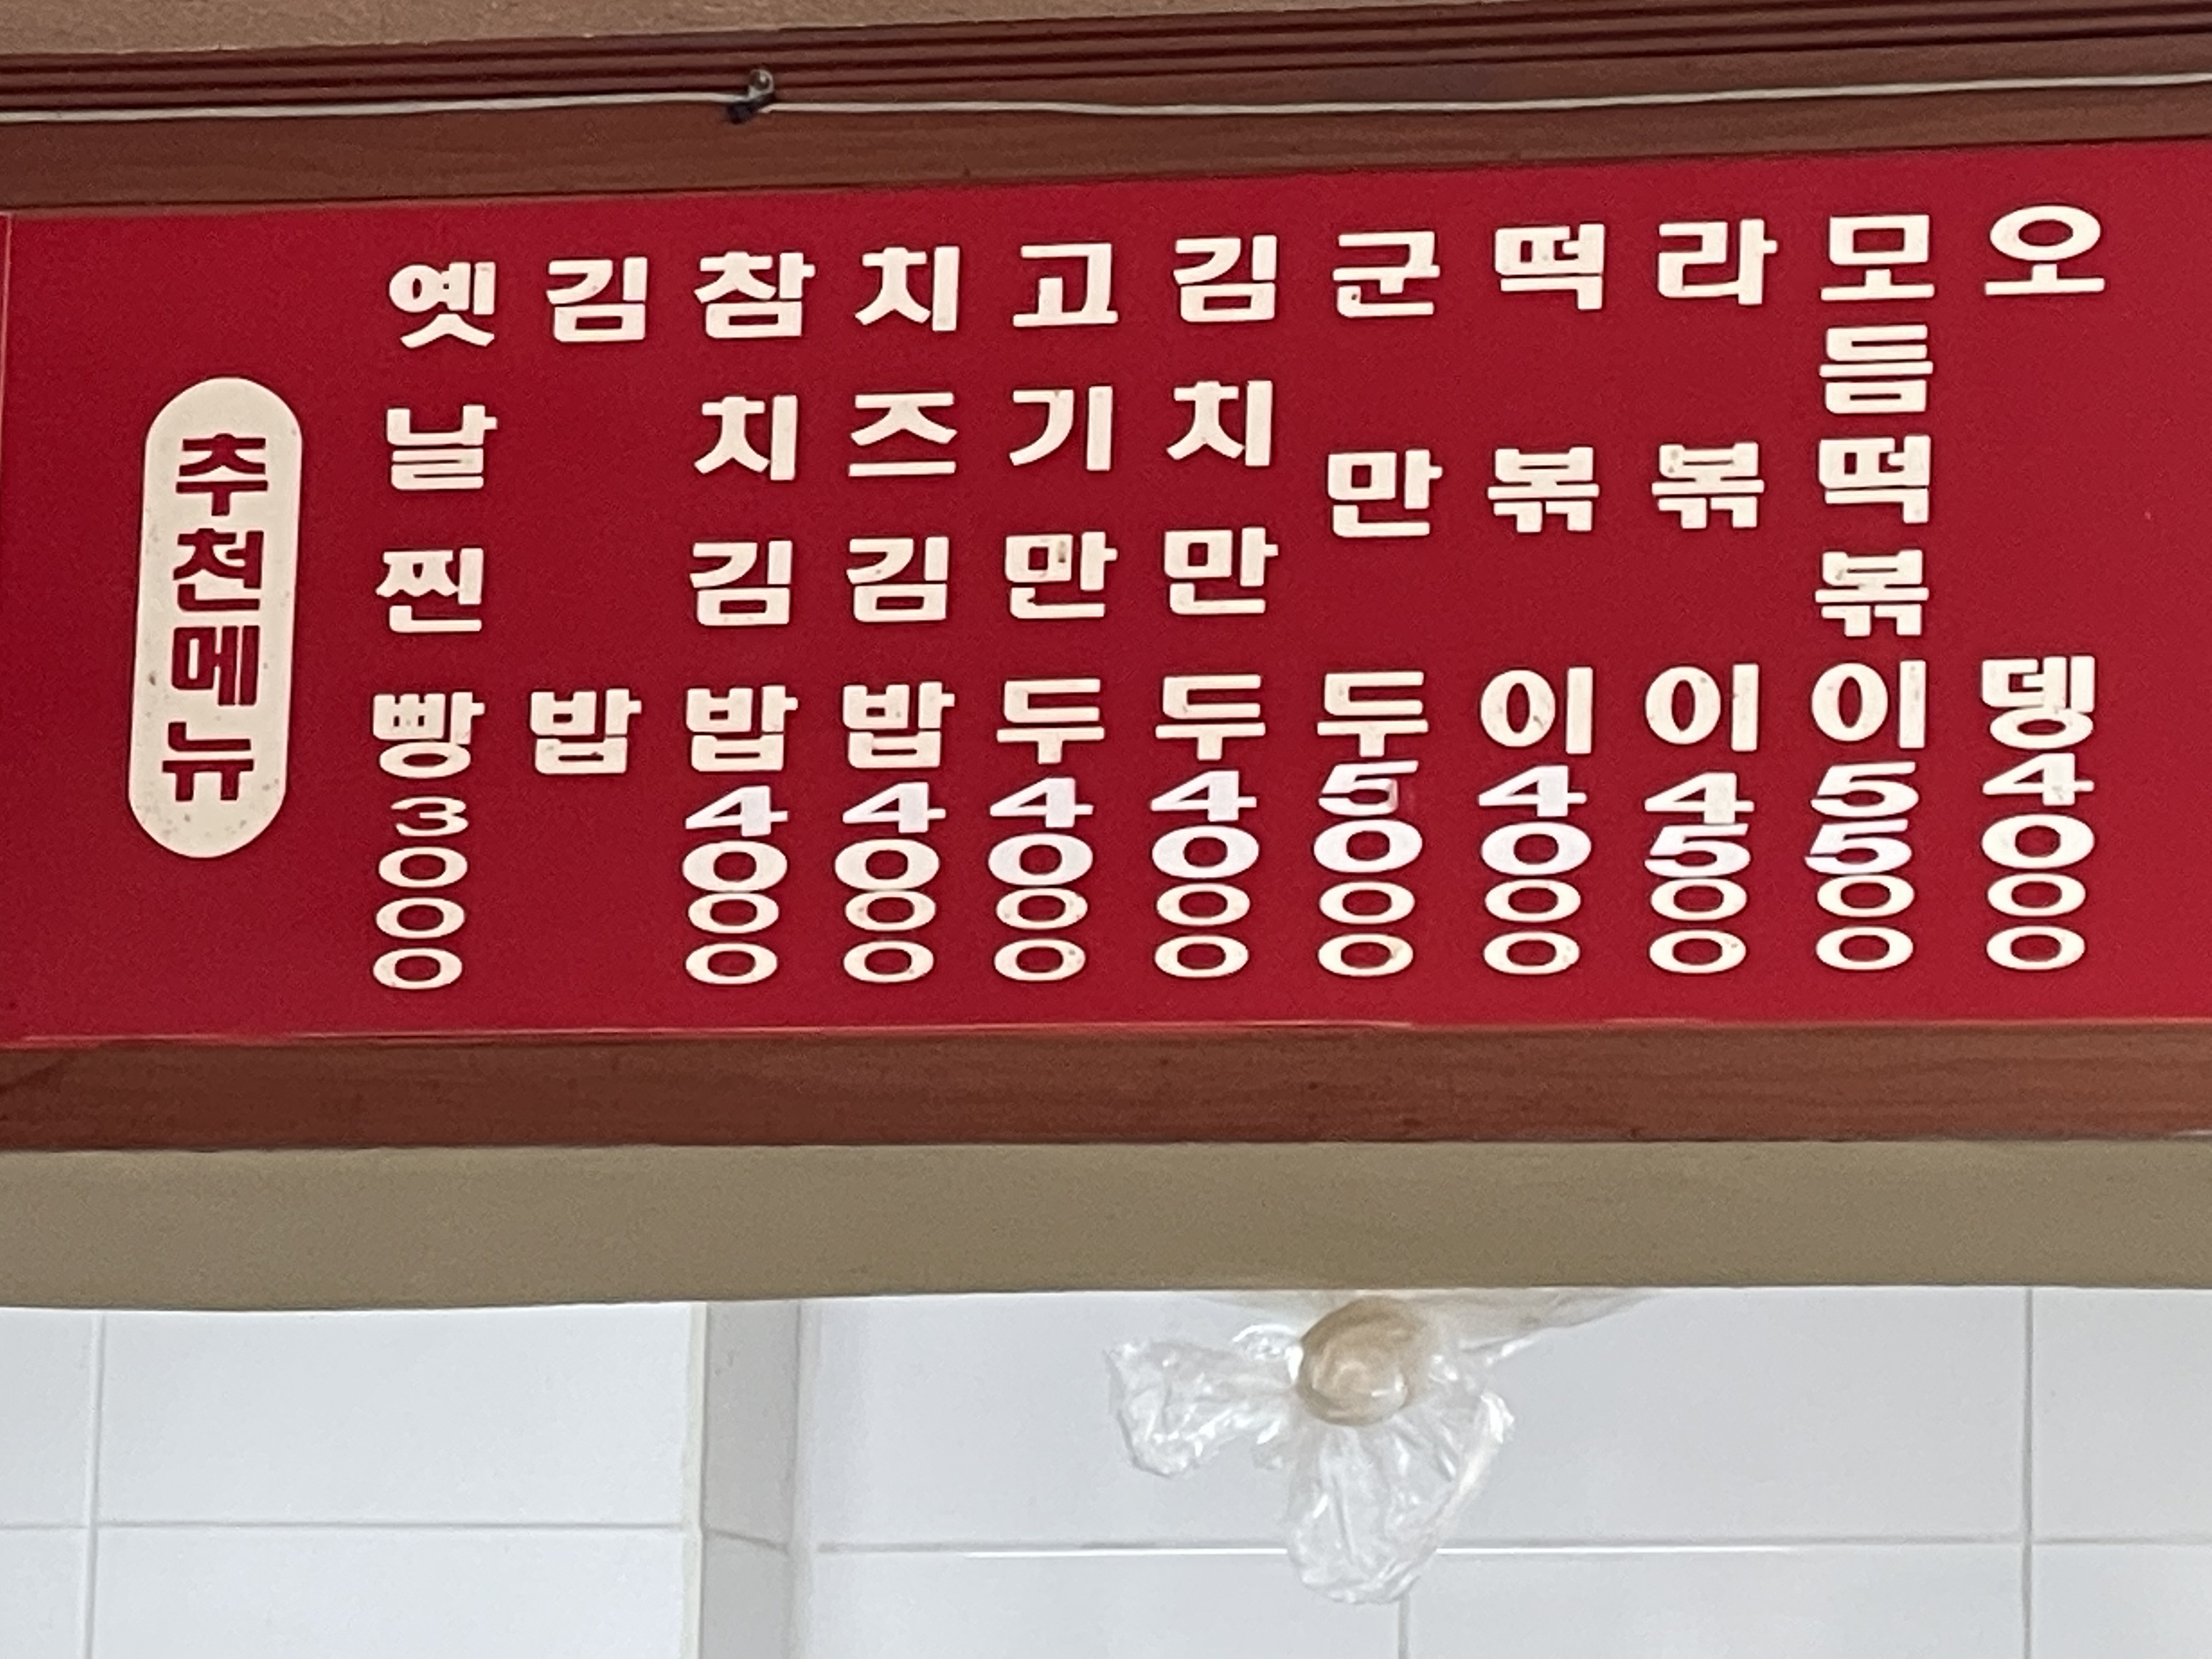 추천메뉴
옛날찐빵 3000
김밥
참치김밥 4000
치즈김밥 4000
고기만두 4000
김치만두 4000
군만두 5000
떡볶이 4000
라볶이 4500
모듬떡볶이 5500
오뎅 4000